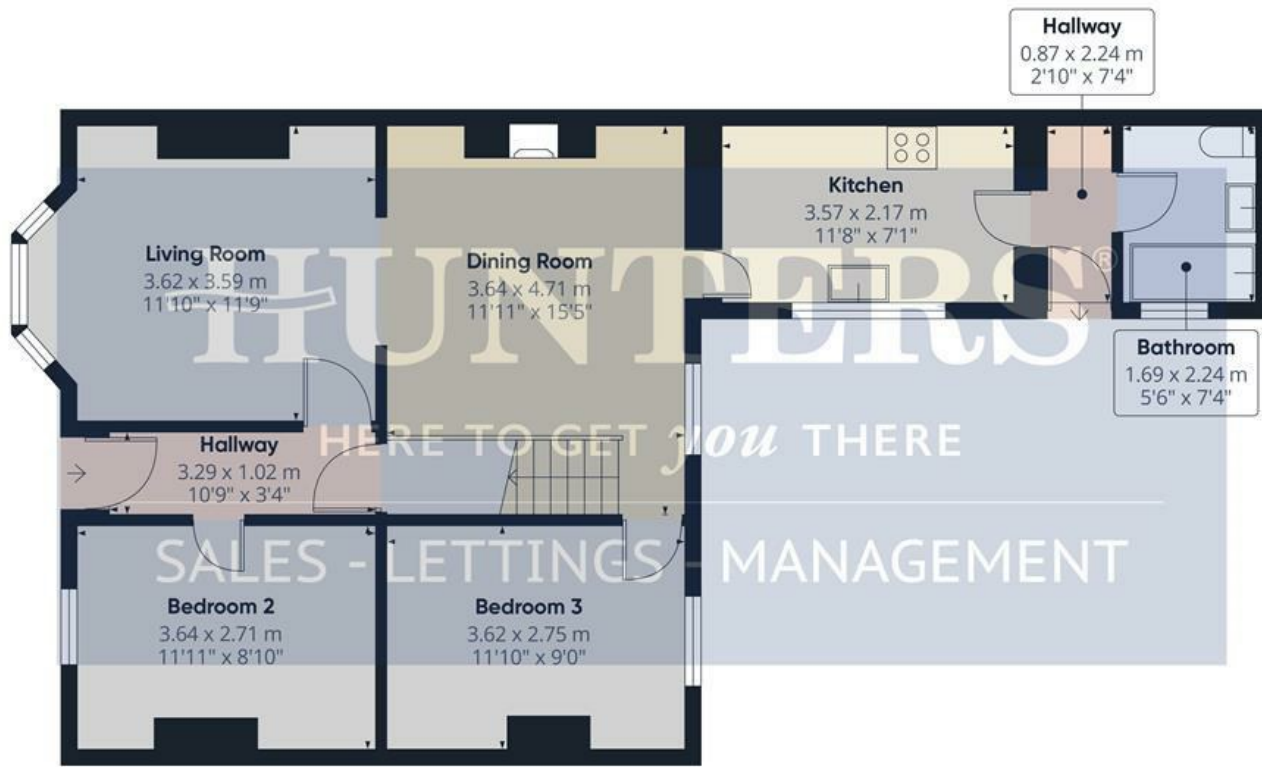 Hallway
0.87 x 2.24 m
2'10" x 7'4"
Kitchen
3.57 x 2.17 m
11'8" x 7'1"
Living Room
3.62 x 3.59 m
11'10" x 11'9"
Dining Room
3.64 x 4.71 m
11'11" x 15'5"
HUNTERS®
Bathroom
1.69 x 2.24 m
5'6" x 7'4"
Hallway
3.29 x 1.02 m
10'9" x 3'4"
HERE TO GET you THERE
SALES - LETTINGS - MANAGEMENT
Bedroom 2
3.64 x 2.71 m
11'11" x 8'10"
Bedroom 3
3.62 x 2.75 m
11'10" x 9'0"